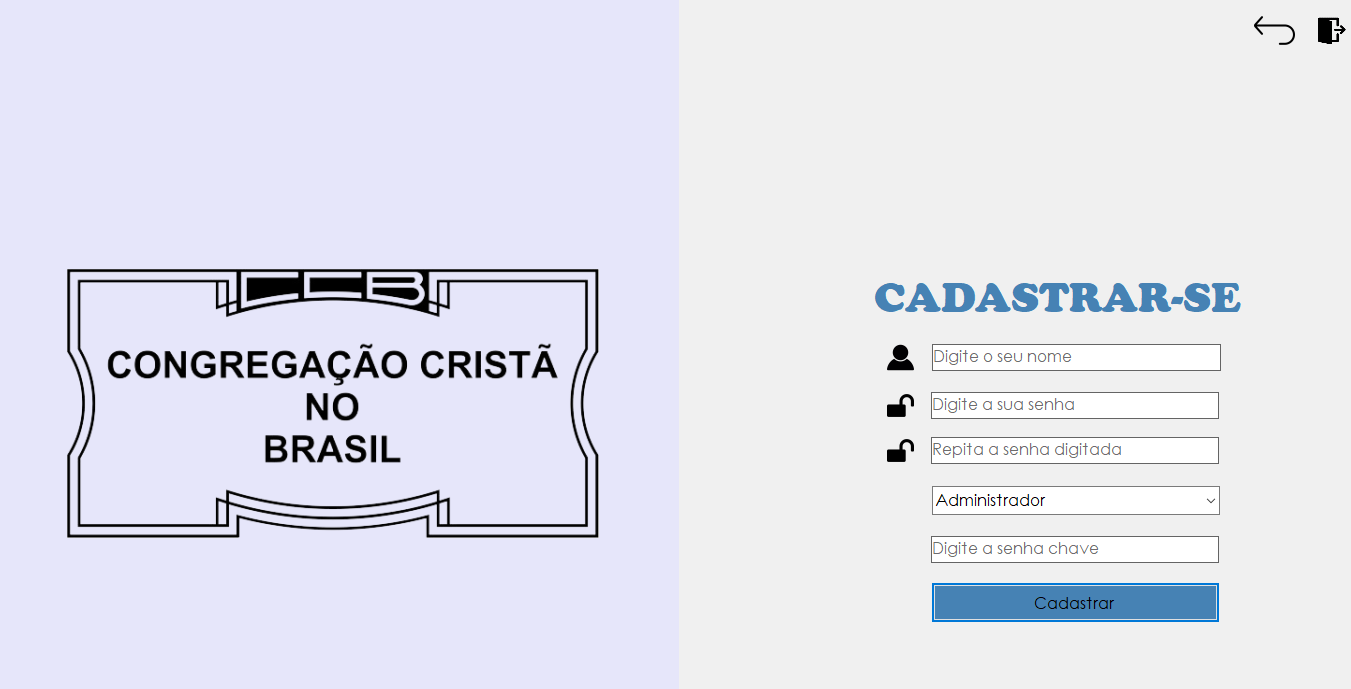 CCB
CONGREGAÇÃO CRISTÃ
NO
BRASIL
CADASTRAR-SE
Digite o seu nome
Digite a sua senha
Repita a senha digitada
Administrador
Digite a senha chave
Cadastrar